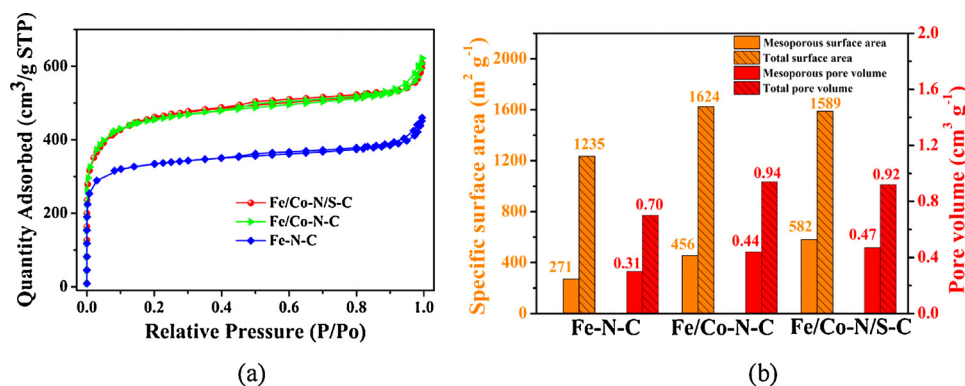 (a)
Quantity Adsorbed (cm³/g STP)
600
400
200
0
Fe/Co-N/S-C
Fe/Co-N-C
Fe-N-C
0.0 0.2 0.4 0.6 0.8 1.0
Relative Pressure (P/Po)
(a)
(b)
Specific surface area (m² g⁻¹)
2000
1600
1200
800
400
0
Mesoporous surface area
Total surface area
Mesoporous pore volume
Total pore volume
271
1235
0.31
0.70
456
1624
0.44
0.94
582
1589
0.47
0.92
Fe-N-C Fe/Co-N-C Fe/Co-N/S-C
2.0
1.6
1.2
0.8
0.4
0.0
Pore volume (cm³ g⁻¹)
(b)